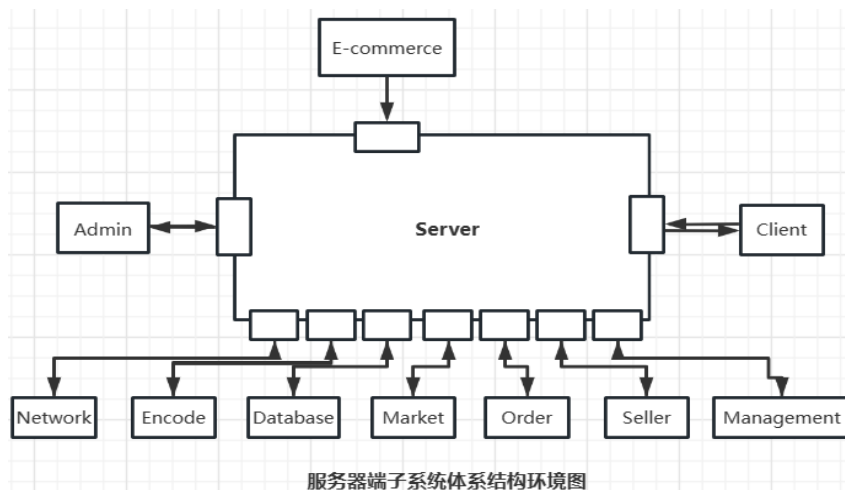 E-commerce
Admin
Server
Client
Network
Encode
Database
Market
Order
Seller
Management
服务器端子系统体系结构环境图